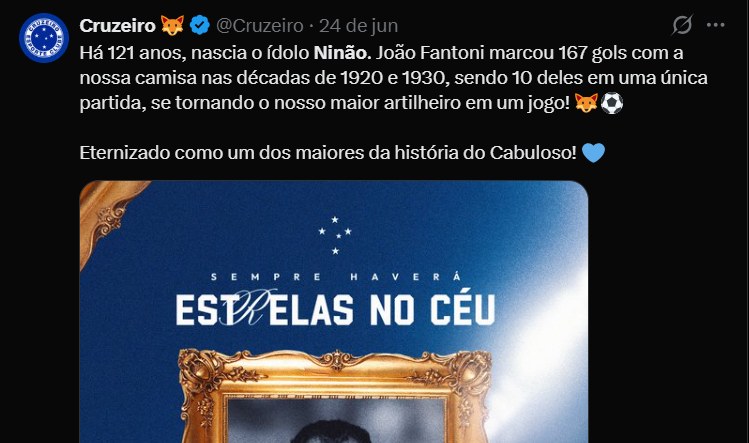 Cruzeiro 🦊 @Cruzeiro · 24 de jun
Há 121 anos, nascia o ídolo Ninão. João Fantoni marcou 167 gols com a
nossa camisa nas décadas de 1920 e 1930, sendo 10 deles em uma única
partida, se tornando o nosso maior artilheiro em um jogo! 🦊⚽
Eternizado como um dos maiores da história do Cabuloso! 💙
SEMPRE HAVERÁ
ESTRELAS NO CÉU